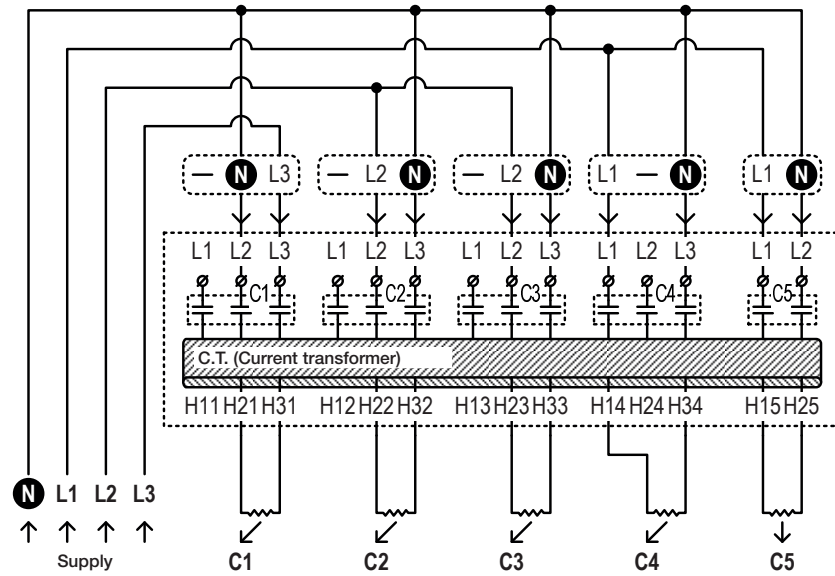 — N L3 — L2 N — L2 N L1 — N L1 N
L1 L2 L3 L1 L2 L3 L1 L2 L3 L1 L2 L3 L1 L2
C1 C2 C3 C4 C5
C.T. (Current transformer)
H11 H21 H31 H12 H22 H32 H13 H23 H33 H14 H24 H34 H15 H25
N L1 L2 L3
Supply
C1 C2 C3 C4 C5